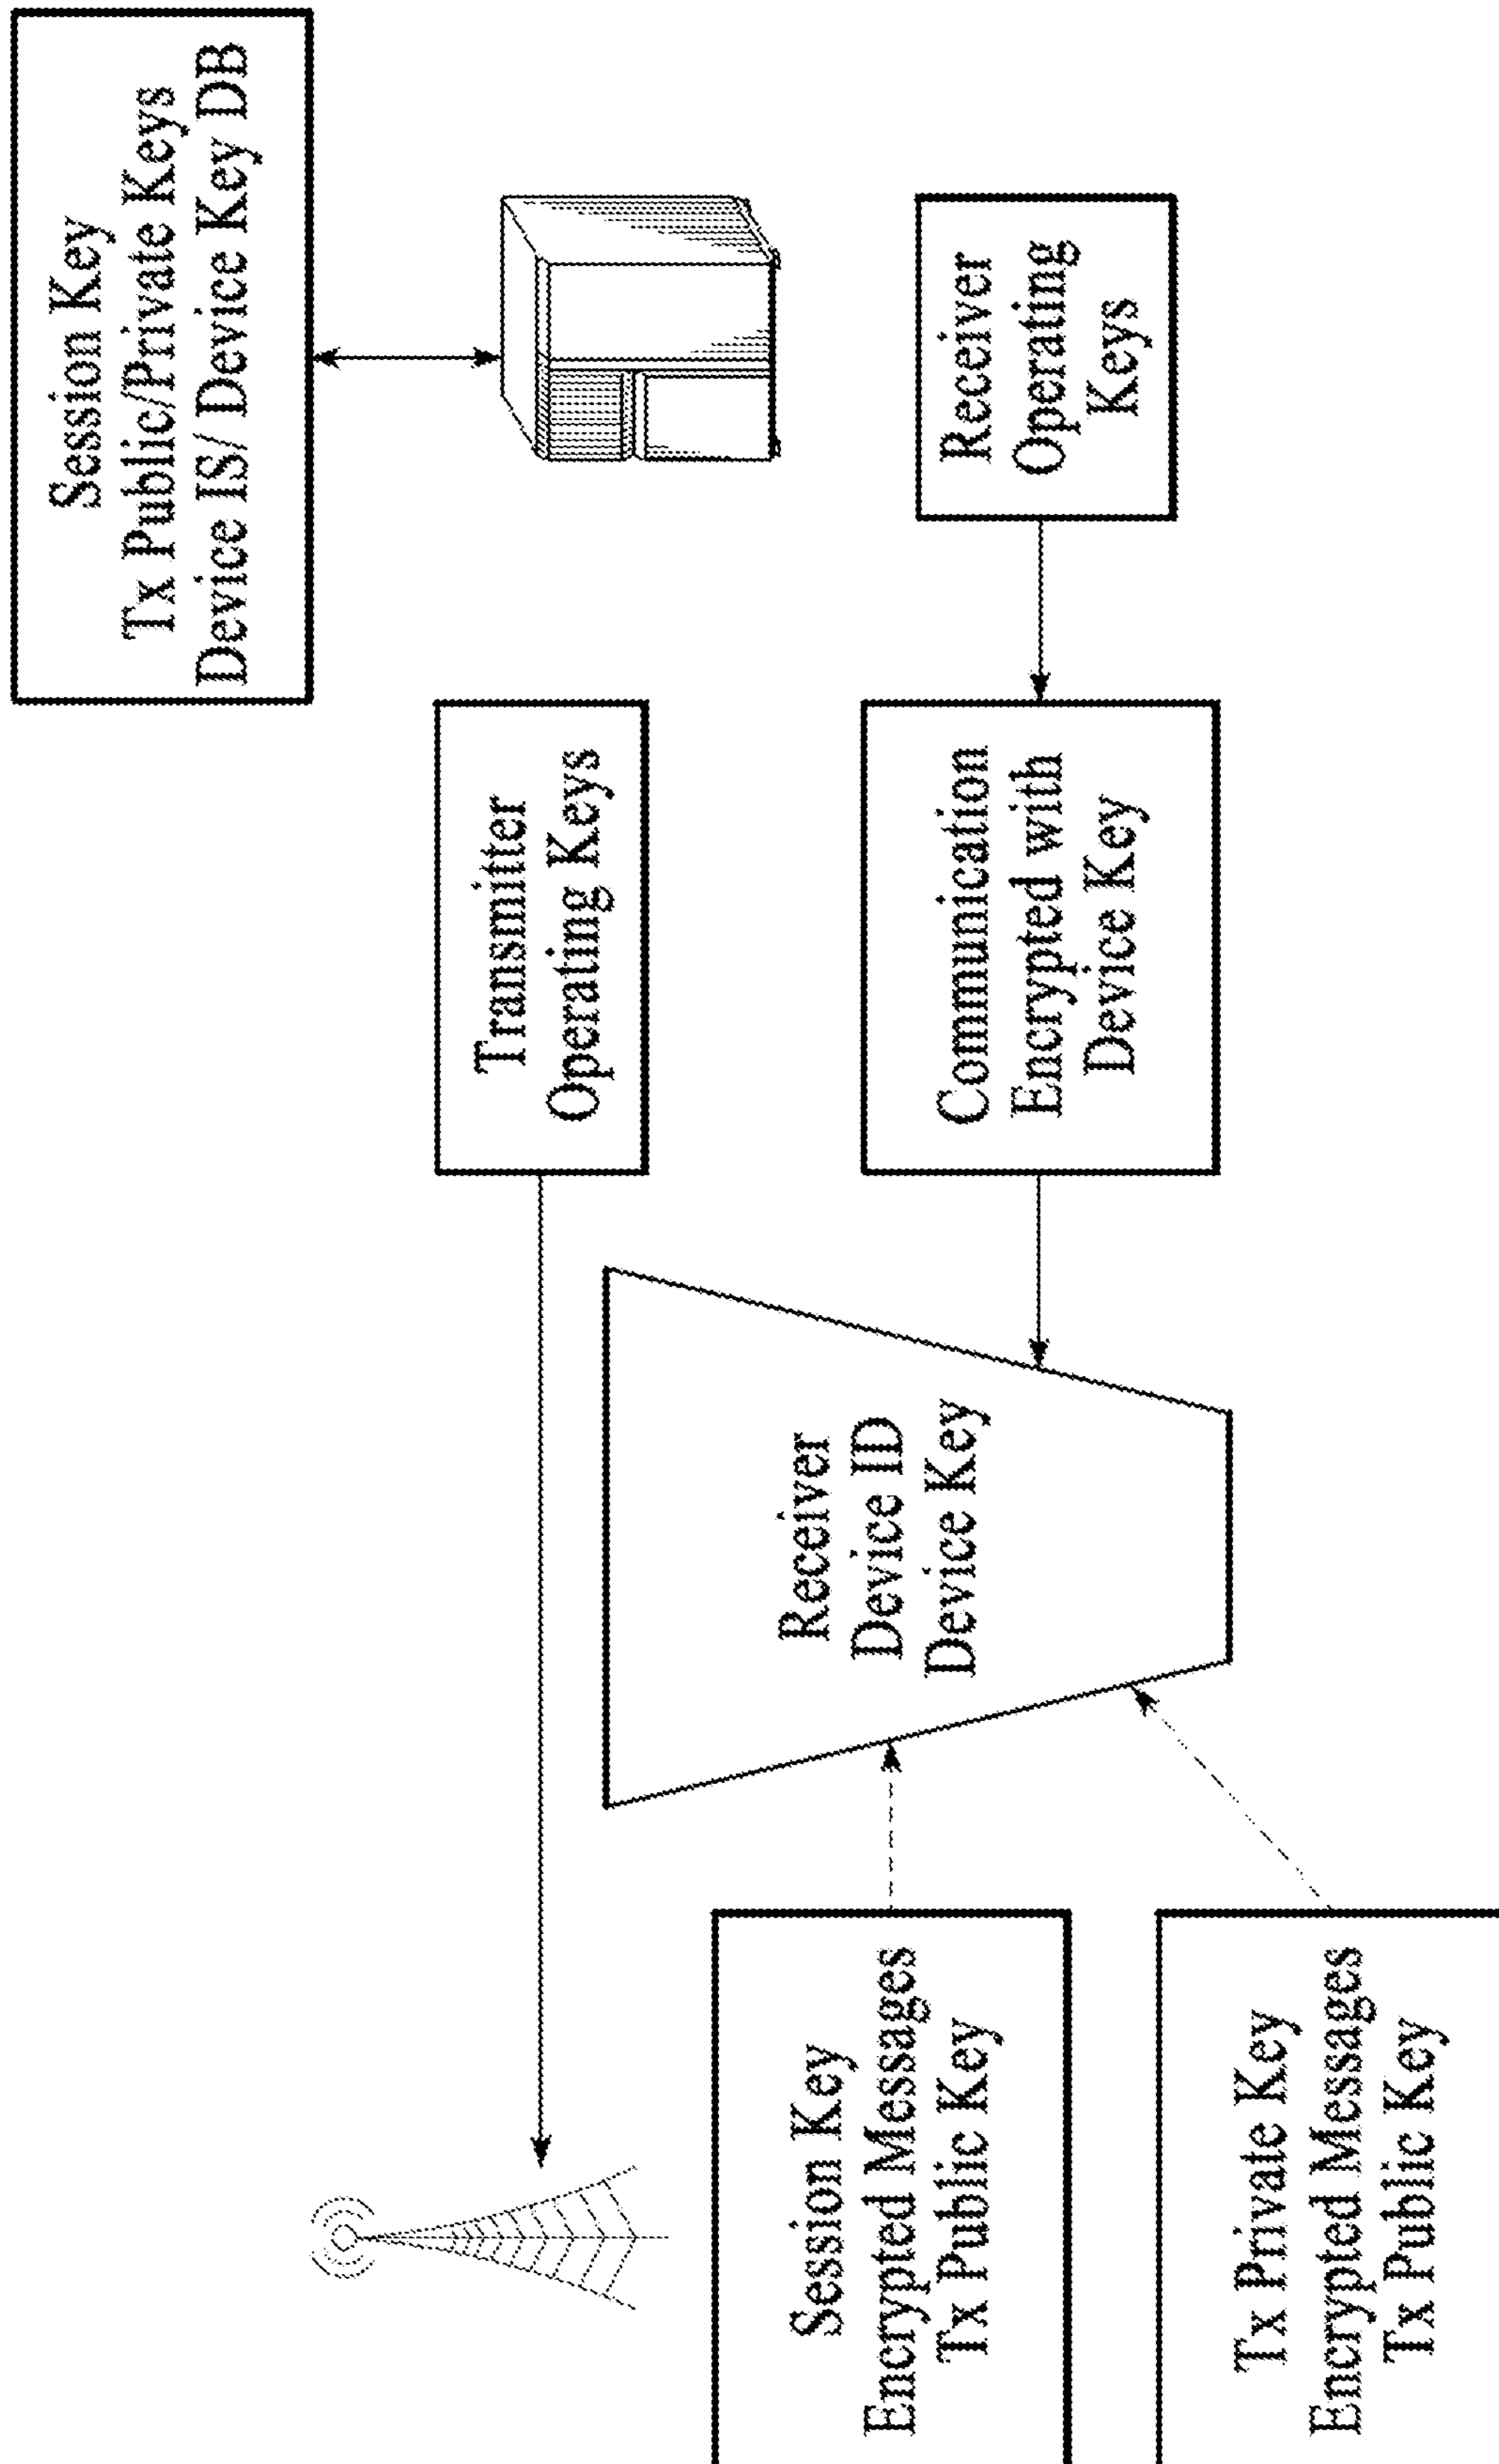 Session Key
Tx Public/Private Keys
Device IS/ Device Key DB
Transmitter
Operating Keys
Receiver
Operating
Keys
Communication
Encrypted with
Device Key
Receiver
Device ID
Device Key
Session Key
Encrypted Messages
Tx Public Key
Tx Private Key
Encrypted Messages
Tx Public Key